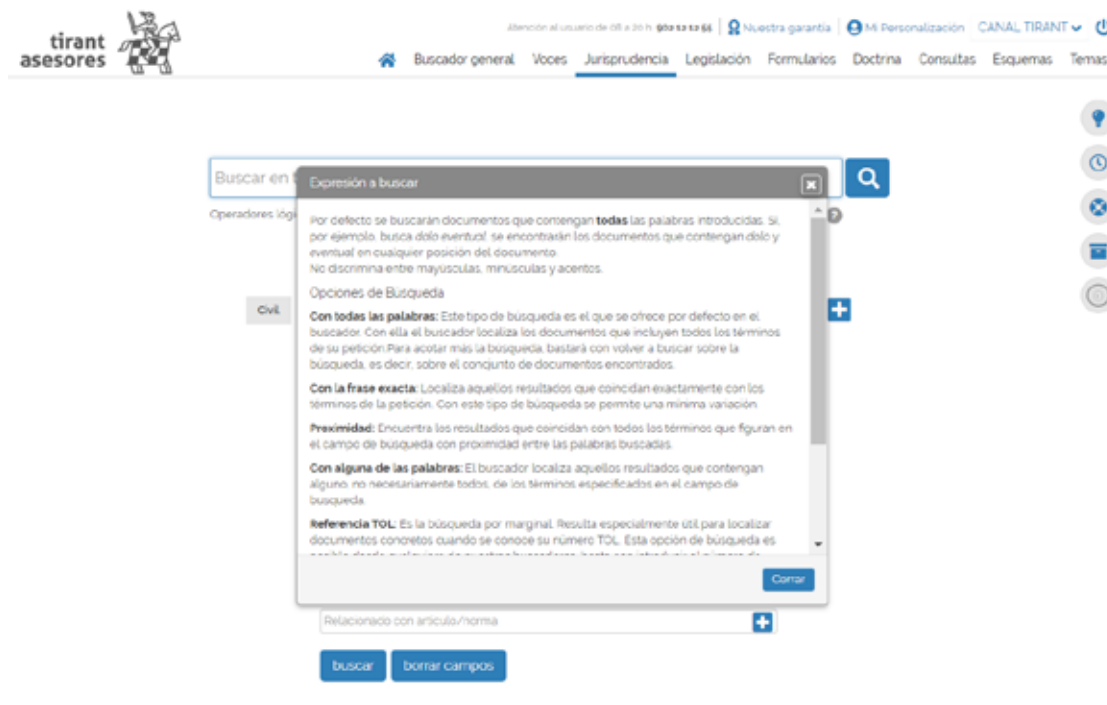 tirant
asesores
Atención al usuario de 08 a 20 h: 902 12 12 55
Nuestra garantía
Mi Personalización
CANAL TIRANT
Buscador general Voces Jurisprudencia Legislación Formularios Doctrina Consultas Esquemas Temas
Buscar en
Expresión a buscar
Operadores lógi
Por defecto se buscarán documentos que contengan todas las palabras introducidas. Si,
por ejemplo, busca dolo eventual, se encontrarán los documentos que contengan dolo y
eventual en cualquier posición del documento.
No discrimina entre mayúsculas, minúsculas y acentos.
Opciones de Búsqueda
Civil
Con todas las palabras: Este tipo de búsqueda es el que se ofrece por defecto en el
buscador. Con ella el buscador localiza los documentos que incluyen todos los términos
de su petición.Para acotar más la búsqueda, bastará con volver a buscar sobre la
búsqueda, es decir, sobre el conjunto de documentos encontrados.
Con la frase exacta: Localiza aquellos resultados que coincidan exactamente con los
términos de la petición. Con este tipo de búsqueda se permite una mínima variación.
Proximidad: Encuentra los resultados que coincidan con todos los términos que figuran en
el campo de busqueda con proximidad entre las palabras buscadas.
Con alguna de las palabras: El buscador localiza aquellos resultados que contengan
alguno, no necesariamente todos, de los términos especificados en el campo de
busqueda.
Referencia TOL: Es la búsqueda por marginal. Resulta especialmente útil para localizar
documentos concretos cuando se conoce su número TOL. Esta opción de búsqueda es
Cerrar
Relacionado con artículo/norma
buscar borrar campos